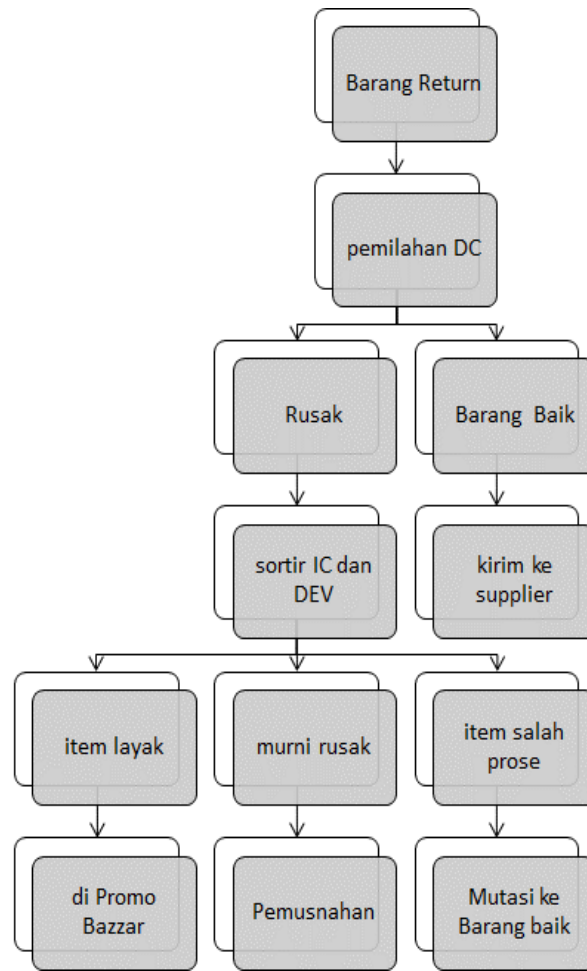 Barang Return
pemilahan DC
Rusak
Barang Baik
sortir IC dan
DEV
kirim ke
supplier
item layak
murni rusak
item salah
prose
di Promo
Bazzar
Pemusnahan
Mutasi ke
Barang baik